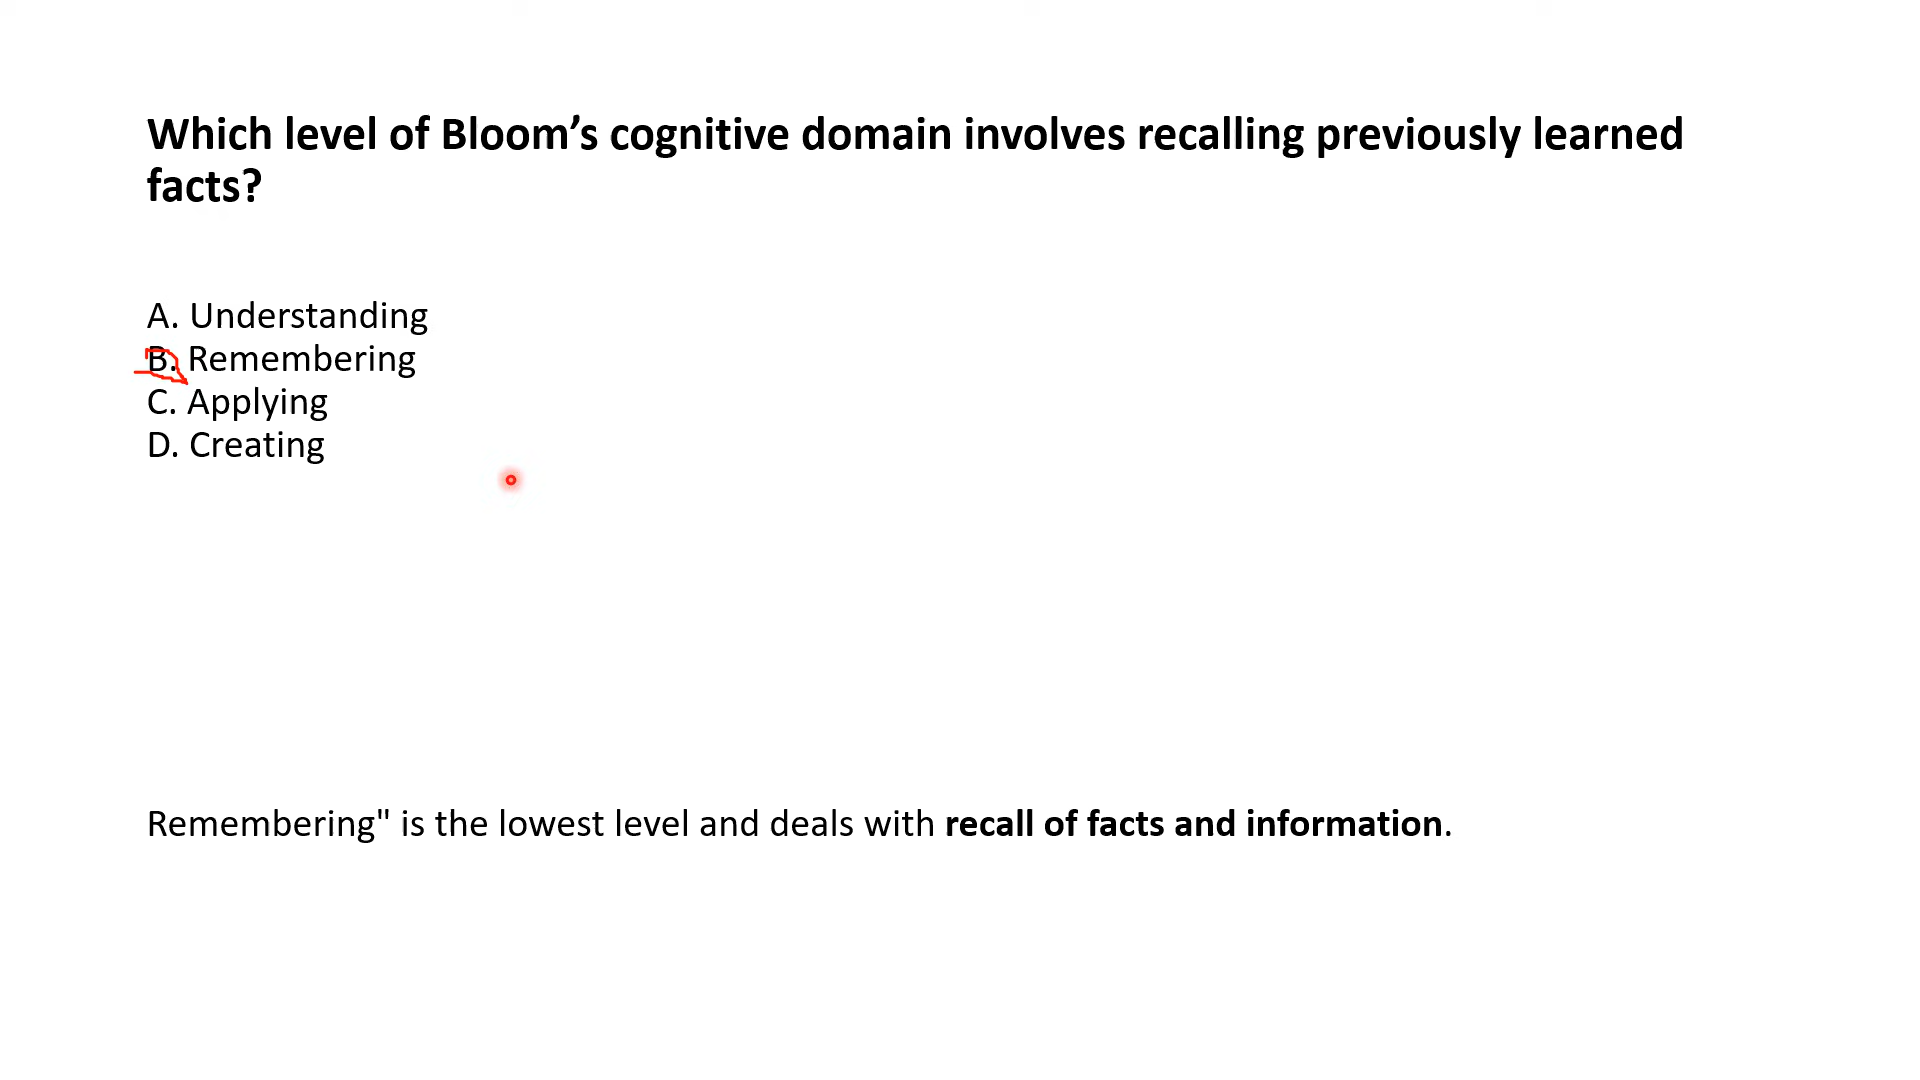 Which level of Bloom’s cognitive domain involves recalling previously learned
facts?
A. Understanding
B. Remembering
C. Applying
D. Creating
Remembering" is the lowest level and deals with recall of facts and information.